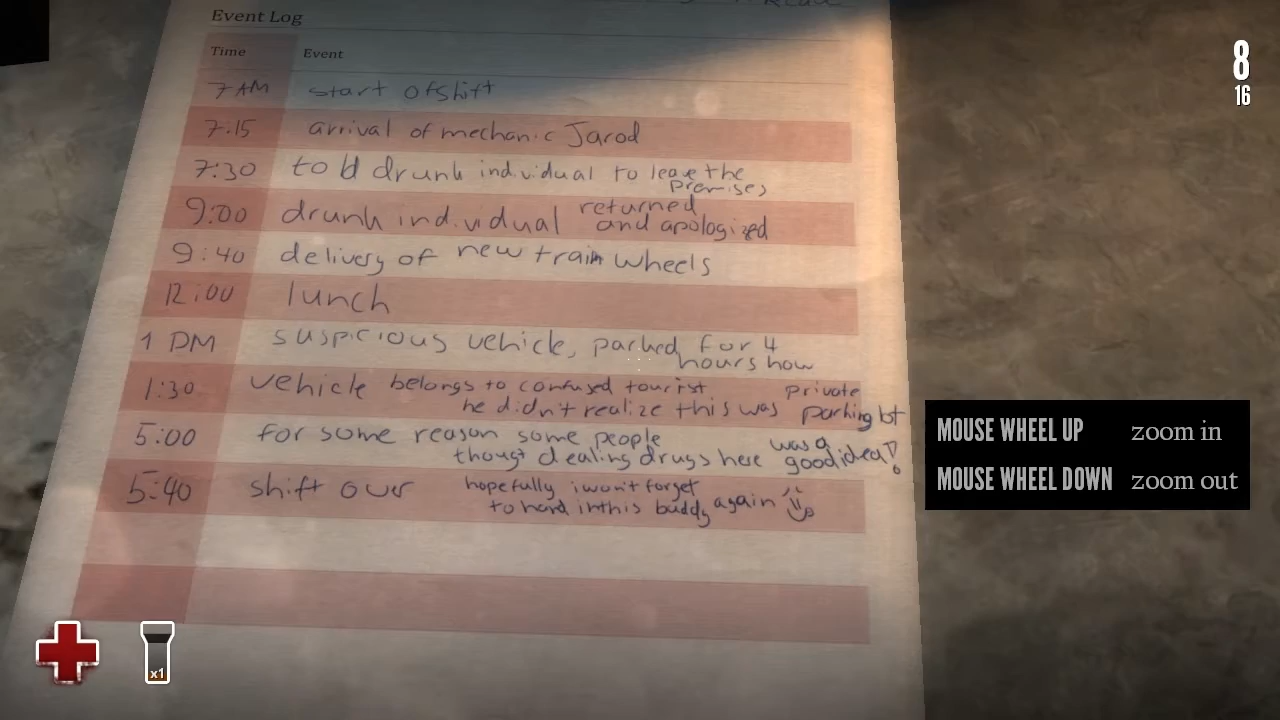 Event Log
Time Event
7 AM start of shift
7:15 arrival of mechanic Jarod
7:30 told drunk individual to leave the
premises
9:00 drunk individual returned
and apologized
9:40 delivery of new train wheels
12:00 lunch
1 PM suspicious vehicle, parked for 4
hours now
1:30 vehicle belongs to confused tourist
he didn't realize this was private
parking lot
5:00 for some reason some people
thougt dealing drugs here was a
good idea!
5:40 shift over hopefully i won't forget
to hand in this buddy again
8
16
MOUSE WHEEL UP zoom in
MOUSE WHEEL DOWN zoom out
x1